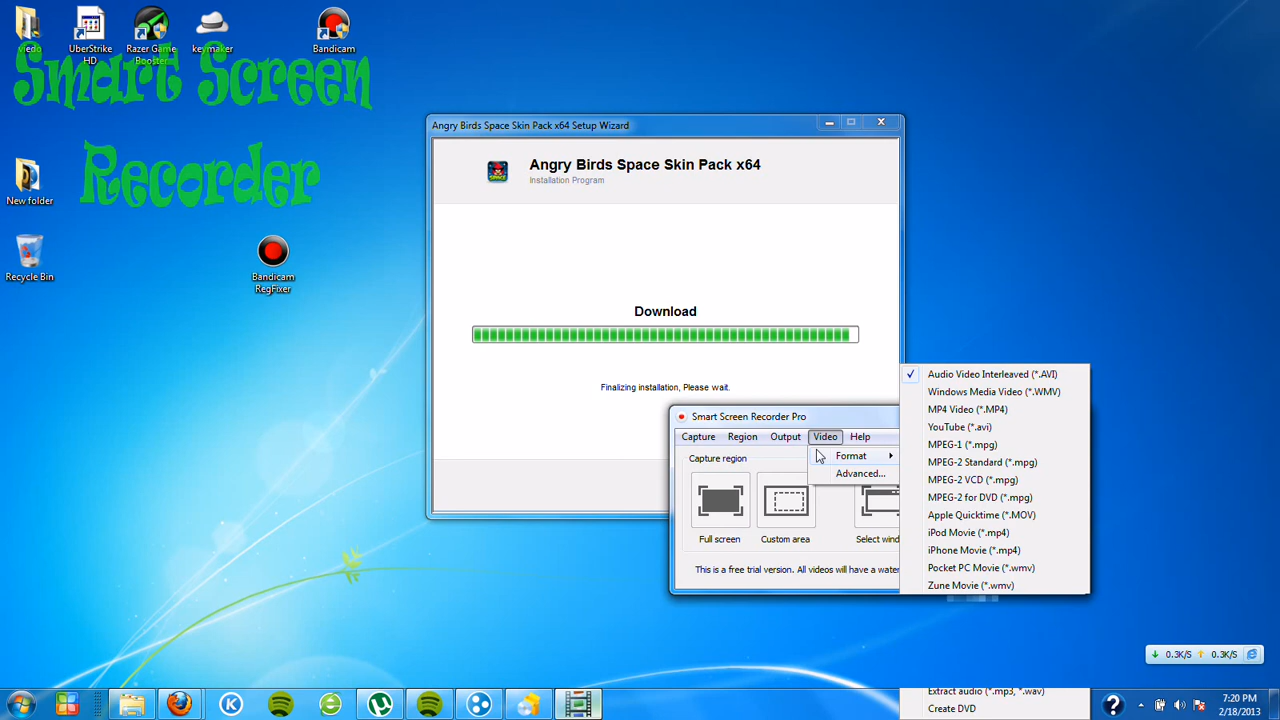 viedo
UberStrike HD
Razer Game Booster
keymaker
Bandicam
Smart Screen
Recorder
New folder
Recycle Bin
Bandicam RegFixer
Angry Birds Space Skin Pack x64 Setup Wizard
Angry Birds Space Skin Pack x64
Installation Program
Download
Finalizing installation, Please wait.
Smart Screen Recorder Pro
Capture Region Output Video Help
Capture region
Format
Advanced...
Full screen
Custom area
Select wind
This is a free trial version. All videos will have a water
Audio Video Interleaved (*.AVI)
Windows Media Video (*.WMV)
MP4 Video (*.MP4)
YouTube (*.avi)
MPEG-1 (*.mpg)
MPEG-2 Standard (*.mpg)
MPEG-2 VCD (*.mpg)
MPEG-2 for DVD (*.mpg)
Apple Quicktime (*.MOV)
iPod Movie (*.mp4)
iPhone Movie (*.mp4)
Pocket PC Movie (*.wmv)
Zune Movie (*.wmv)
0.3K/S 0.3K/S
Extract audio (*.mp3, *.wav)
Create DVD
7:20 PM
2/18/2013